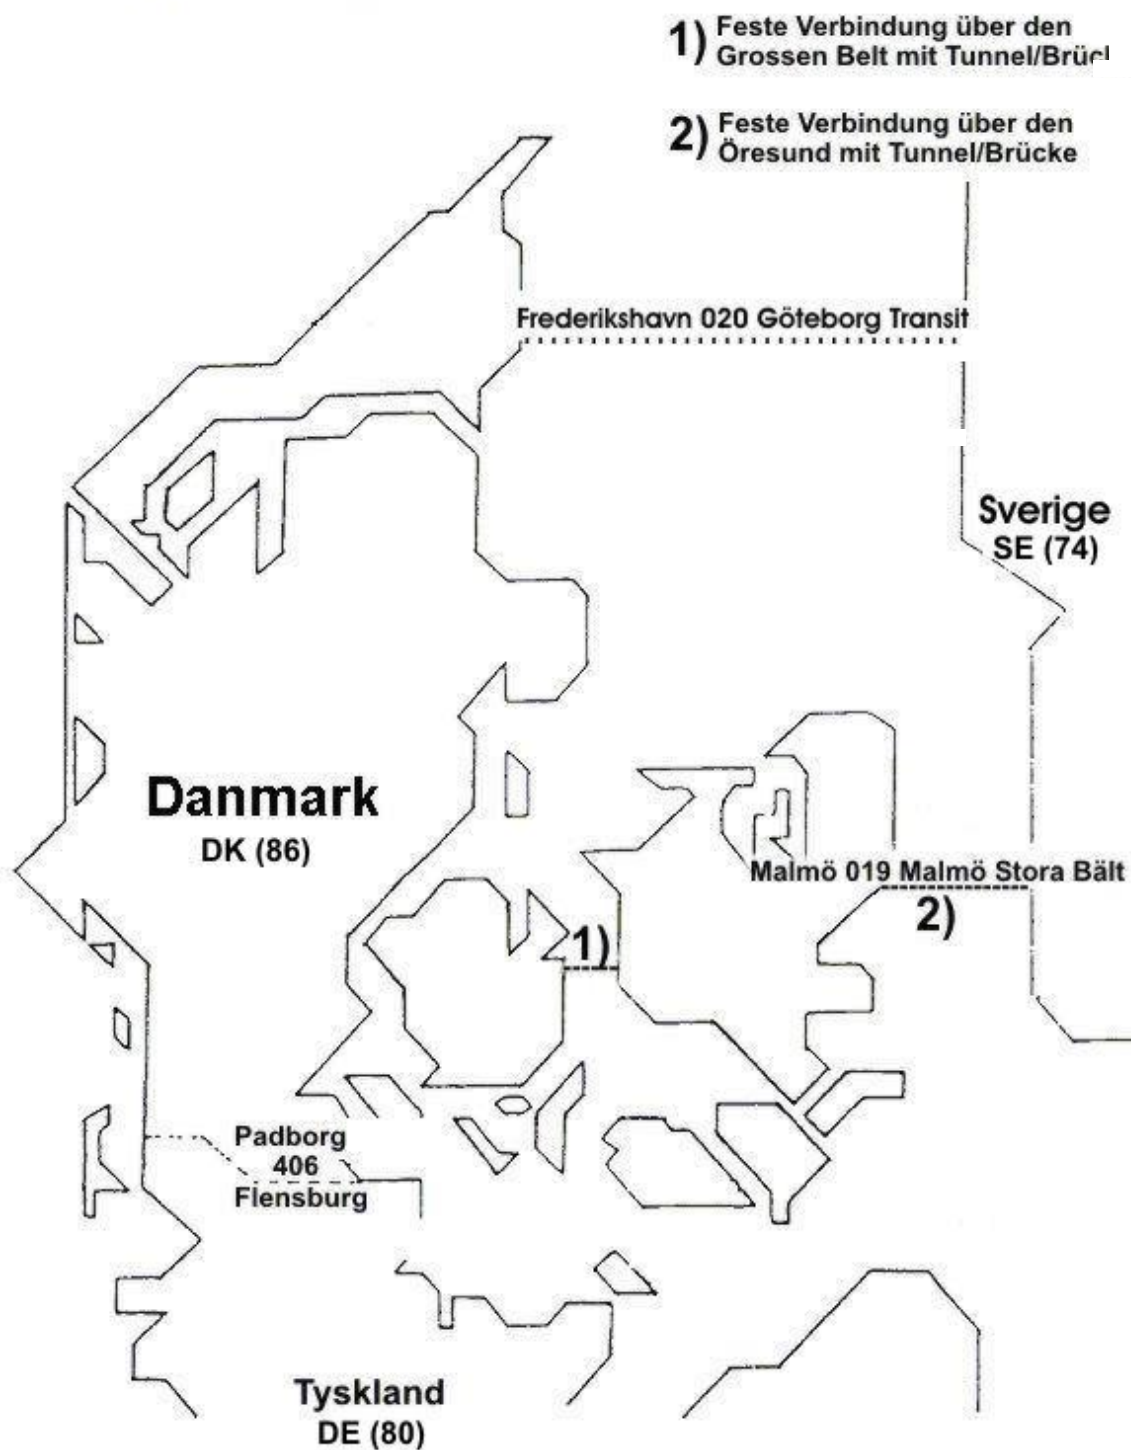 1) Feste Verbindung über den
Grossen Belt mit Tunnel/Brück
2) Feste Verbindung über den
Öresund mit Tunnel/Brücke
Frederikshavn 020 Göteborg Transit
Sverige
SE (74)
Danmark
DK (86)
Malmö 019 Malmö Stora Bält
2)
1)
Padborg
406
Flensburg
Tyskland
DE (80)